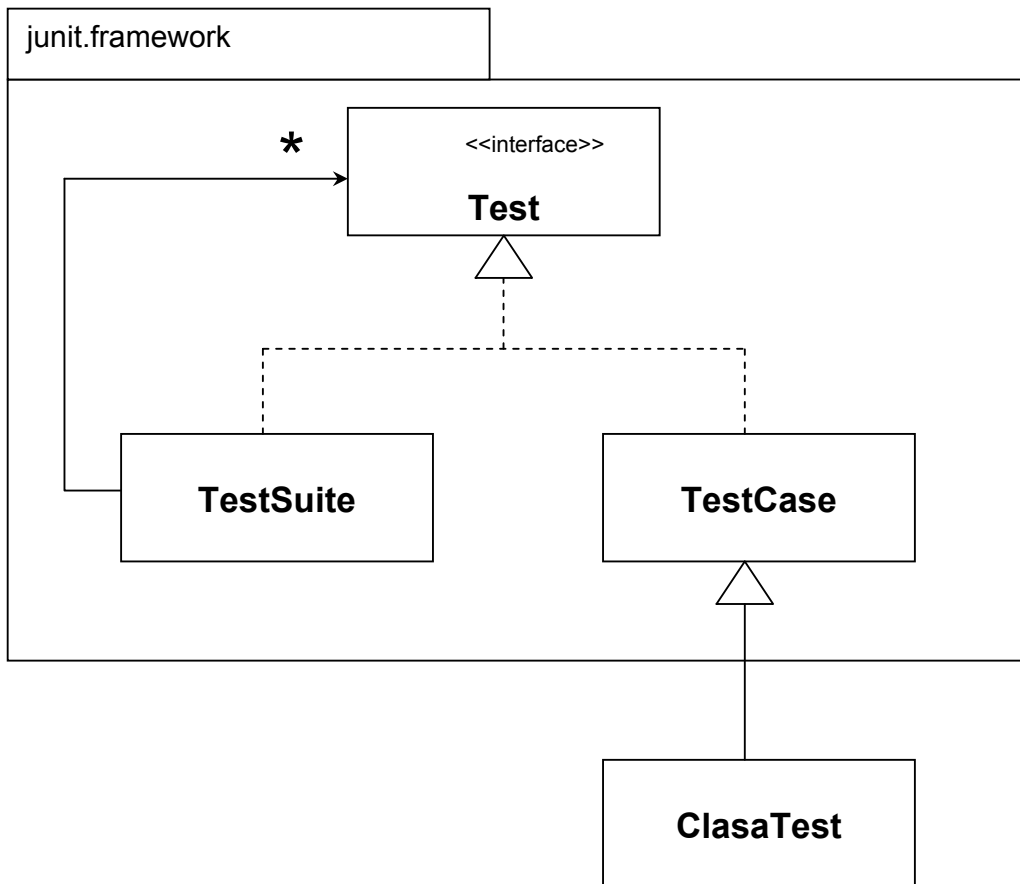 junit.framework
*
<<interface>>
Test
TestSuite
TestCase
ClasaTest